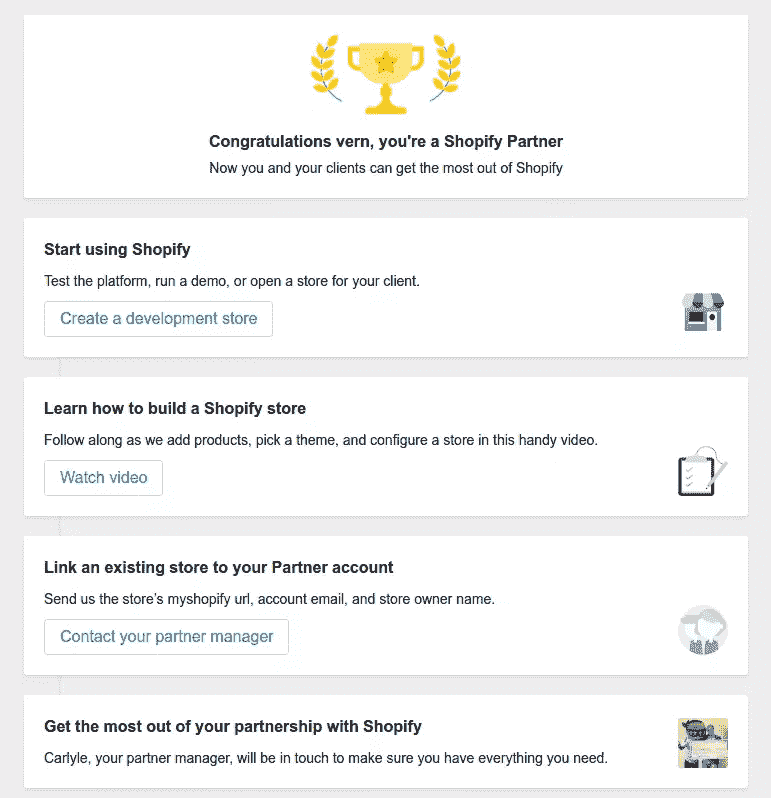 Congratulations vern, you're a Shopify Partner
Now you and your clients can get the most out of Shopify
Start using Shopify
Test the platform, run a demo, or open a store for your client.
Create a development store
Learn how to build a Shopify store
Follow along as we add products, pick a theme, and configure a store in this handy video.
Watch video
Link an existing store to your Partner account
Send us the store’s myshopify url, account email, and store owner name.
Contact your partner manager
Get the most out of your partnership with Shopify
Carlyle, your partner manager, will be in touch to make sure you have everything you need.